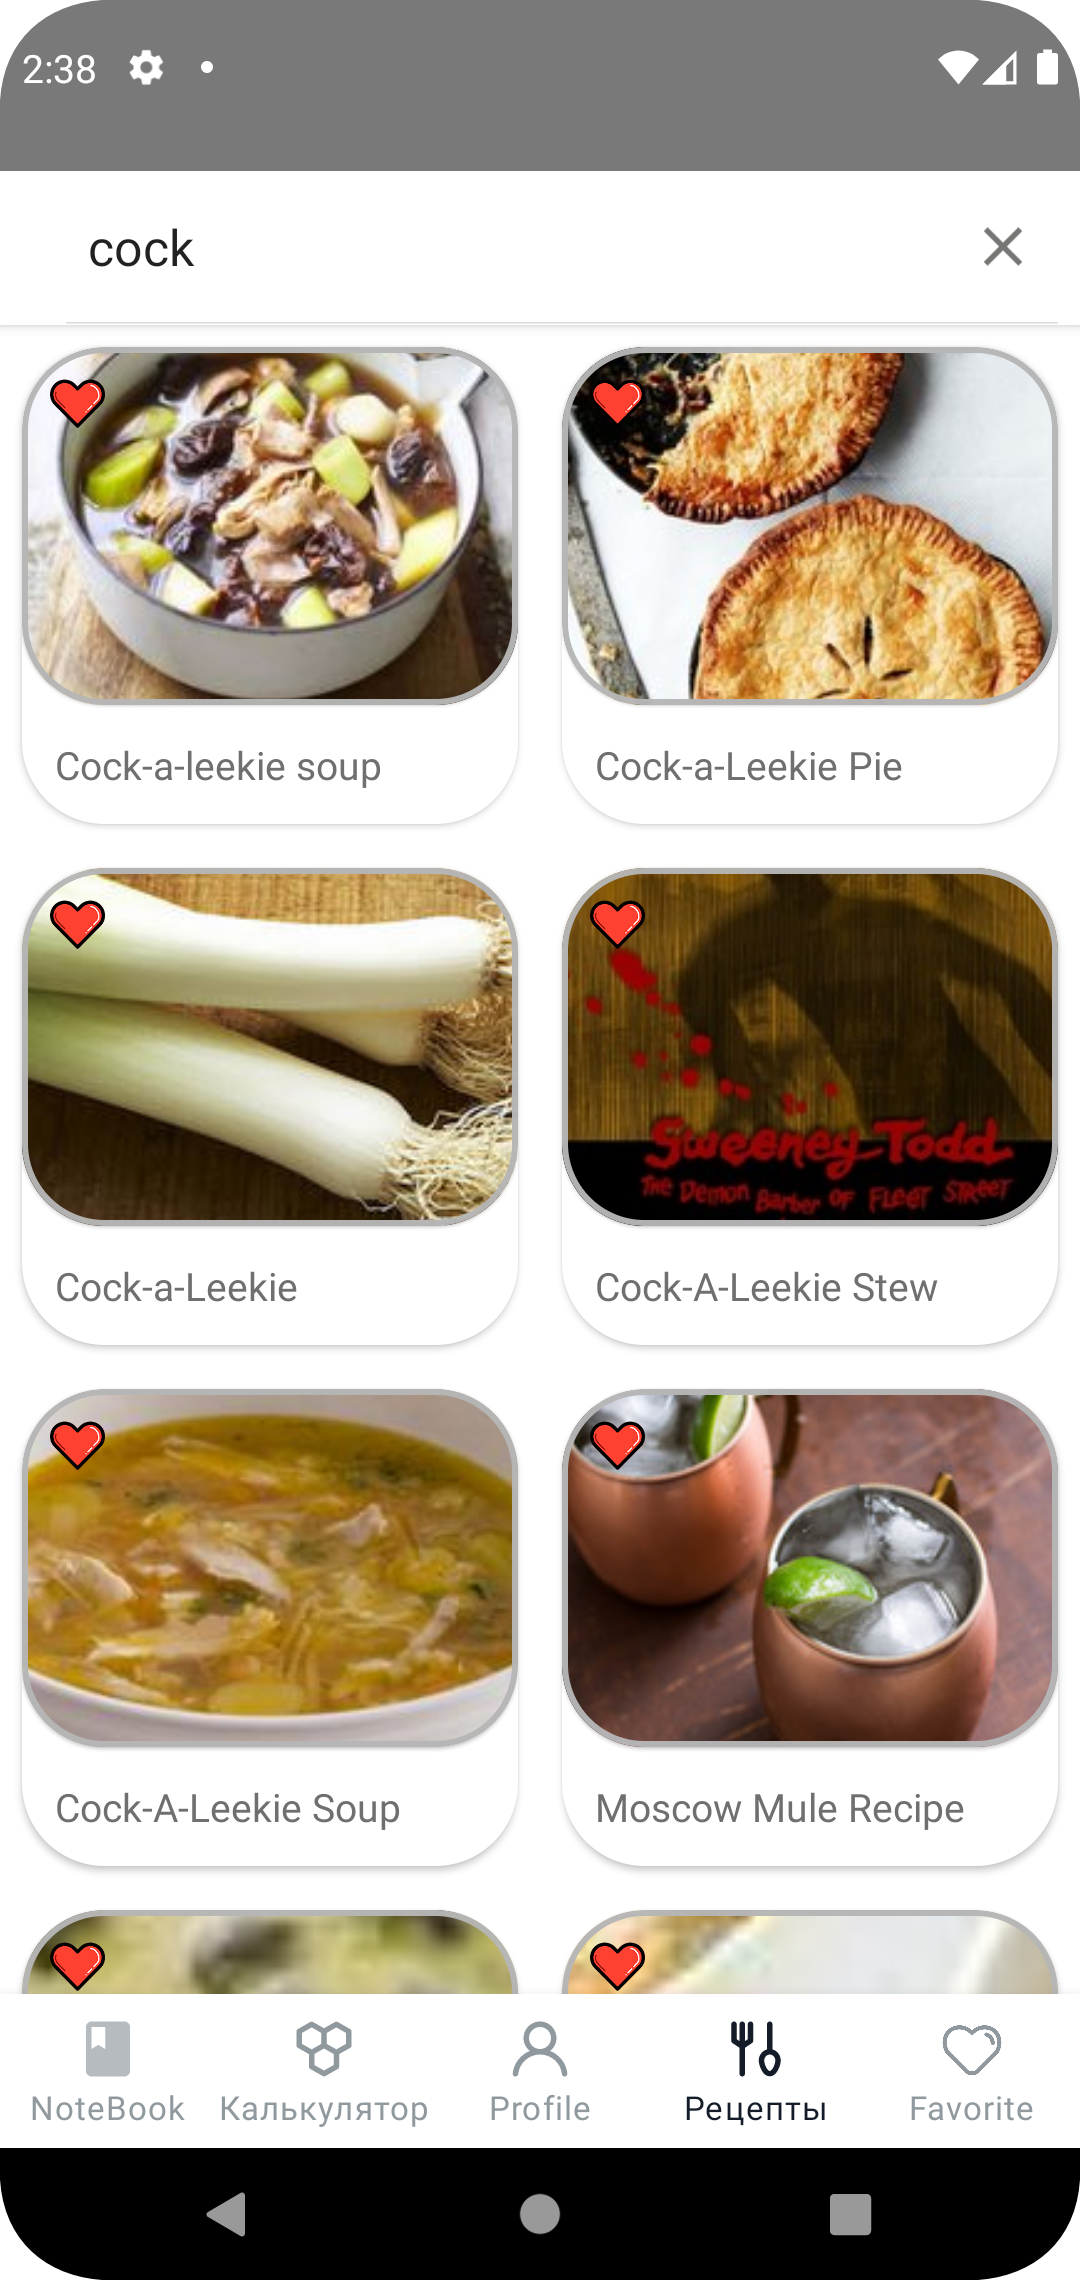 2:38
cock
Cock-a-leekie soup
Cock-a-Leekie Pie
Sweeney Todd
The Demon Barber OF FLEET STREET
Cock-a-Leekie
Cock-A-Leekie Stew
Cock-A-Leekie Soup
Moscow Mule Recipe
NoteBook
Калькулятор
Profile
Рецепты
Favorite